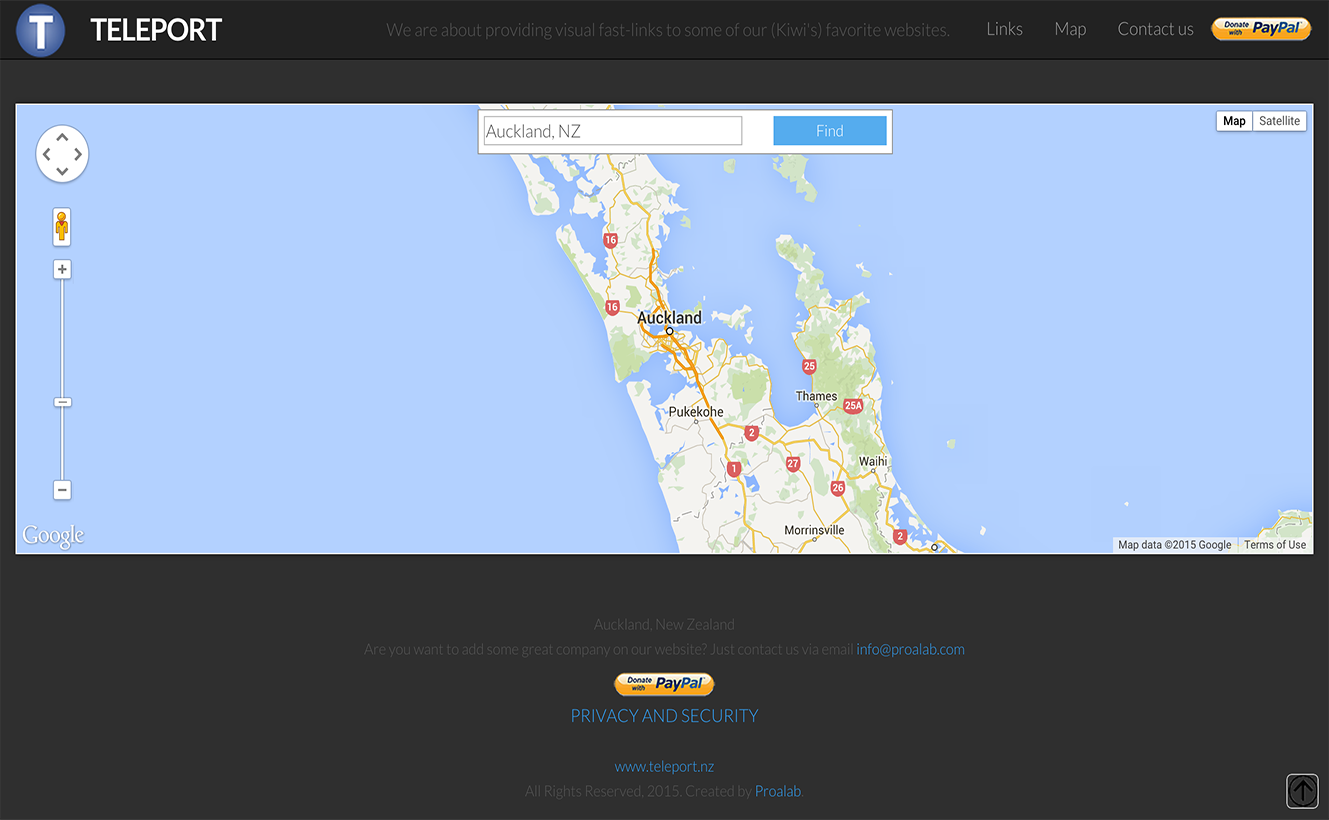 T TELEPORT We are about providing visual fast-links to some of our (Kiwi's) favorite websites. Links Map Contact us Donate with PayPal
Auckland, NZ Find Map Satellite
16
16
Auckland
25
Thames
25A
Pukekohe
2
Waihi
27
1
26
Morrinsville
2
Google Map data ©2015 Google Terms of Use
Auckland, New Zealand
Are you want to add some great company on our website? Just contact us via email info@proalab.com
Donate with PayPal
PRIVACY AND SECURITY
www.teleport.nz
All Rights Reserved, 2015. Created by Proalab.